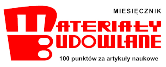 MIESIĘCZNIK
MATERIAŁY
BUDOWLANE
100 punktów za artykuły naukowe